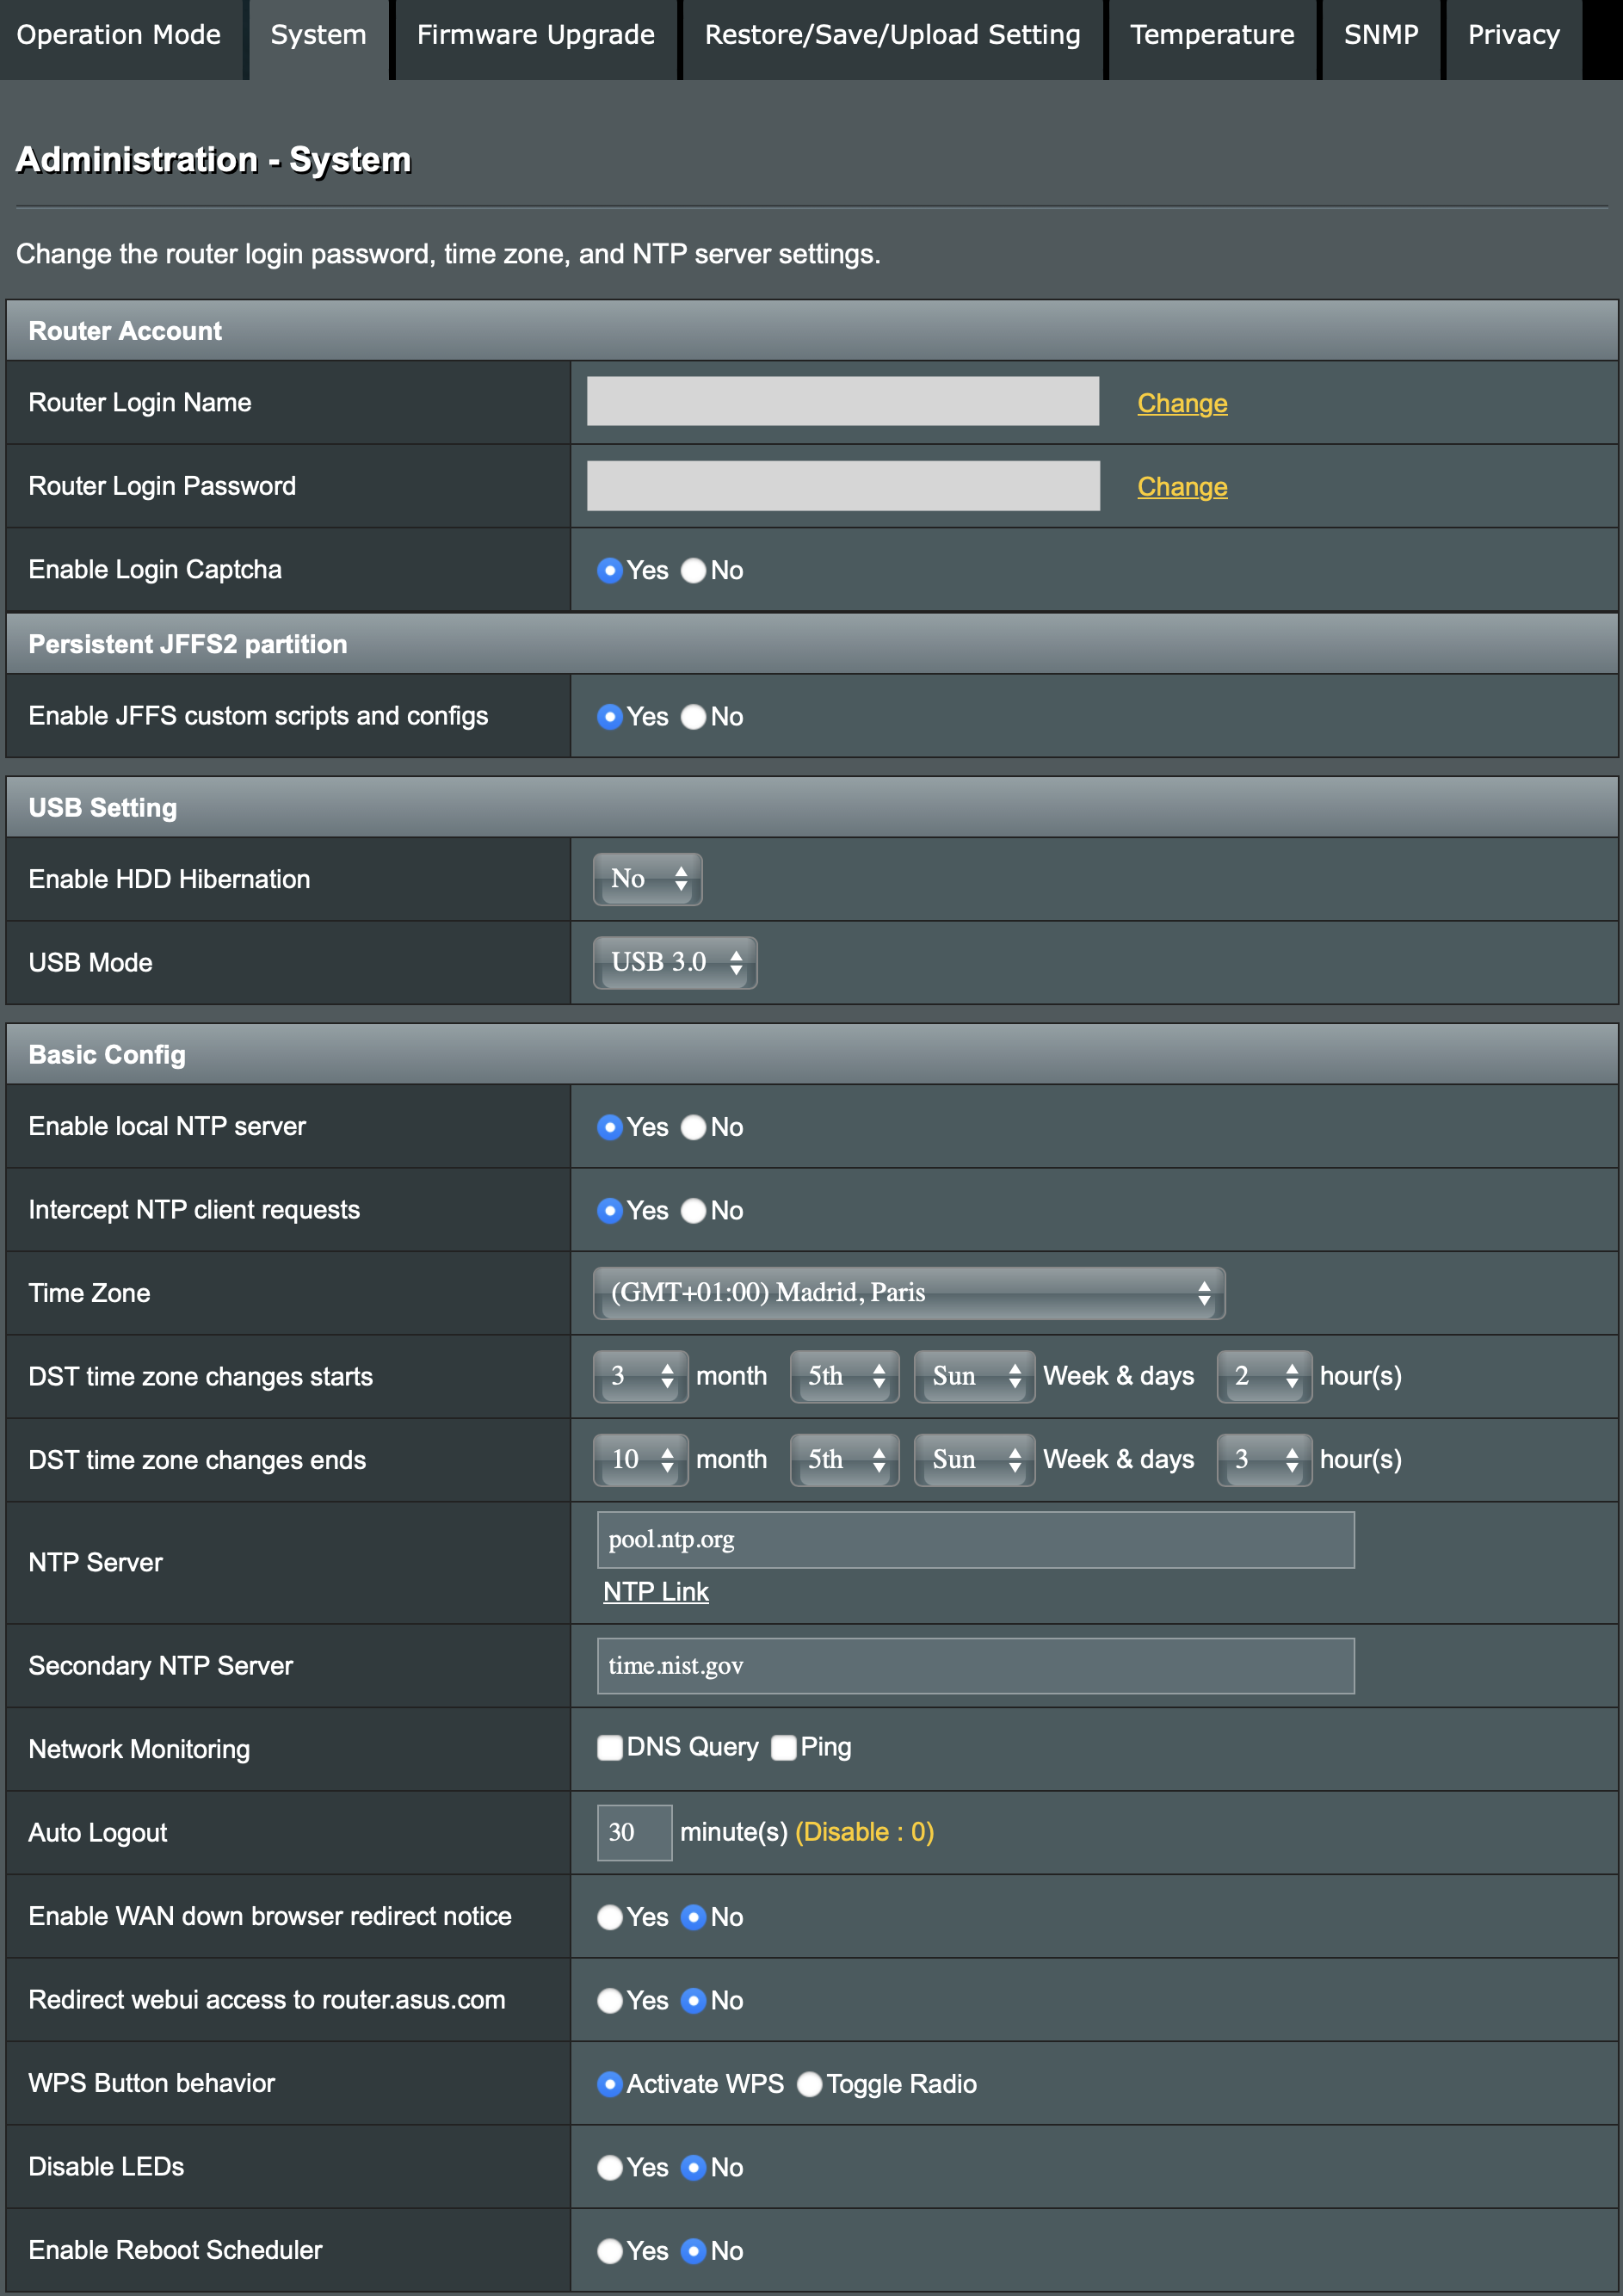 Operation Mode System Firmware Upgrade Restore/Save/Upload Setting Temperature SNMP Privacy
Administration - System
Change the router login password, time zone, and NTP server settings.
Router Account
Router Login Name Change
Router Login Password Change
Enable Login Captcha Yes No
Persistent JFFS2 partition
Enable JFFS custom scripts and configs Yes No
USB Setting
Enable HDD Hibernation No
USB Mode USB 3.0
Basic Config
Enable local NTP server Yes No
Intercept NTP client requests Yes No
Time Zone (GMT+01:00) Madrid, Paris
DST time zone changes starts 3 month 5th Sun Week & days 2 hour(s)
DST time zone changes ends 10 month 5th Sun Week & days 3 hour(s)
NTP Server pool.ntp.org
NTP Link
Secondary NTP Server time.nist.gov
Network Monitoring DNS Query Ping
Auto Logout 30 minute(s) (Disable : 0)
Enable WAN down browser redirect notice Yes No
Redirect webui access to router.asus.com Yes No
WPS Button behavior Activate WPS Toggle Radio
Disable LEDs Yes No
Enable Reboot Scheduler Yes No